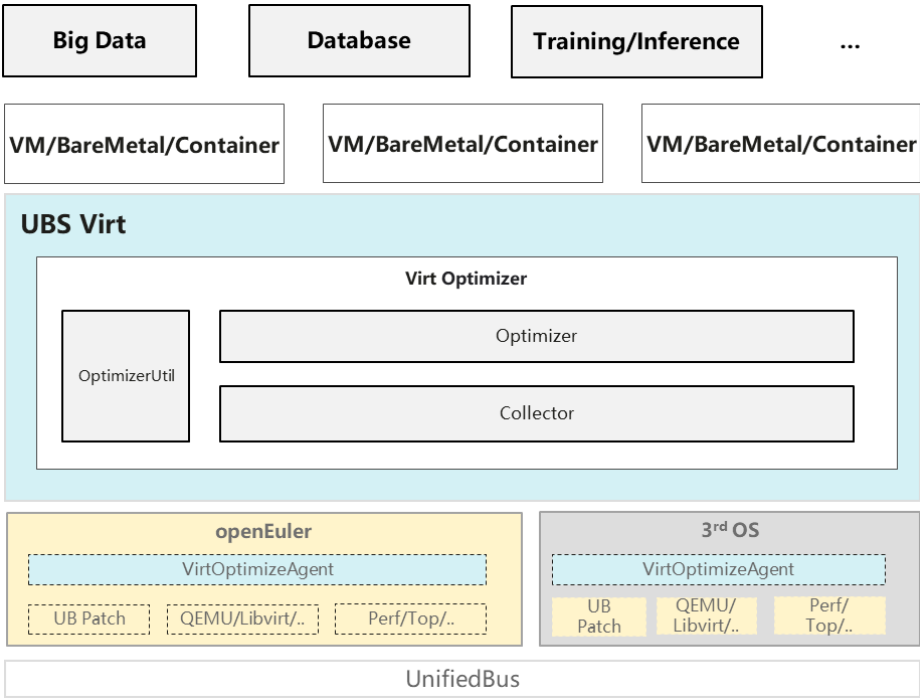 Big Data
Database
Training/Inference
...
VM/BareMetal/Container
VM/BareMetal/Container
VM/BareMetal/Container
UBS Virt
Virt Optimizer
OptimizerUtil
Optimizer
Collector
openEuler
VirtOptimizeAgent
UB Patch
QEMU/Libvirt/..
Perf/Top/..
3rd OS
VirtOptimizeAgent
UB
Patch
QEMU/
Libvirt/..
Perf/
Top/..
UnifiedBus